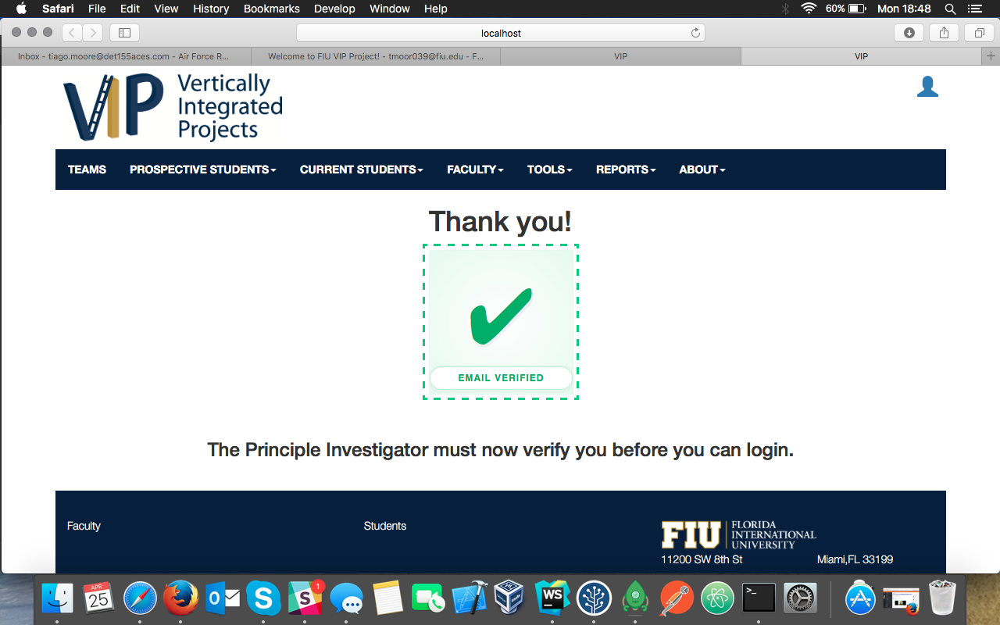 Safari File Edit View History Bookmarks Develop Window Help 60% Mon 18:48
localhost
Inbox - tiago.moore@det155aces.com - Air Force R... Welcome to FIU VIP Project! - tmoor039@fiu.edu - F... VIP VIP
VIP
Vertically
Integrated
Projects
TEAMS PROSPECTIVE STUDENTS CURRENT STUDENTS FACULTY TOOLS REPORTS ABOUT
Thank you!
EMAIL VERIFIED
The Principle Investigator must now verify you before you can login.
Faculty Students
FIU FLORIDA
INTERNATIONAL
UNIVERSITY
11200 SW 8th St Miami,FL 33199
APR
25
O
S
S
1
WS
>_